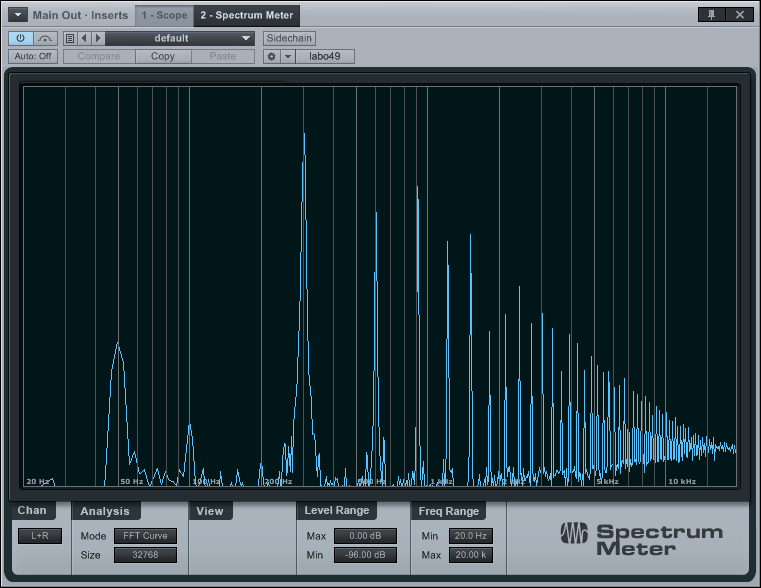 Main Out · Inserts 1 - Scope 2 - Spectrum Meter
default Sidechain
Auto: Off Compare Copy Paste labo49
20 Hz 50 Hz 100 Hz 200 Hz 500 Hz 1 kHz 2 kHz 5 kHz 10 kHz
Chan Analysis View Level Range Freq Range
L+R Mode FFT Curve Max 0.00 dB Min 20.0 Hz
Size 32768 Min -96.00 dB Max 20.00 k
Spectrum
Meter